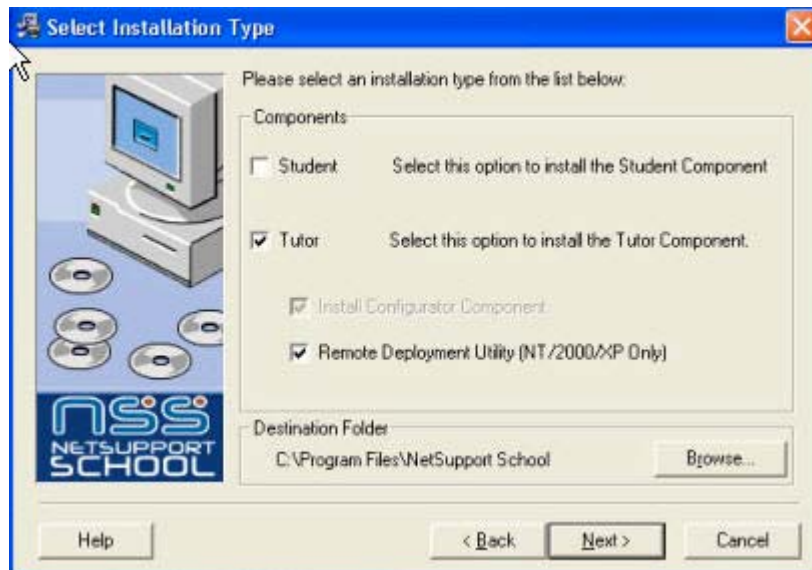 Select Installation Type
Please select an installation type from the list below:
Components
Student Select this option to install the Student Component
Tutor Select this option to install the Tutor Component.
Install Configurator Component
Remote Deployment Utility (NT/2000/XP Only)
nss
NETSUPPORT
SCHOOL
Destination Folder
C:\Program Files\NetSupport School
Browse...
Help
< Back
Next >
Cancel